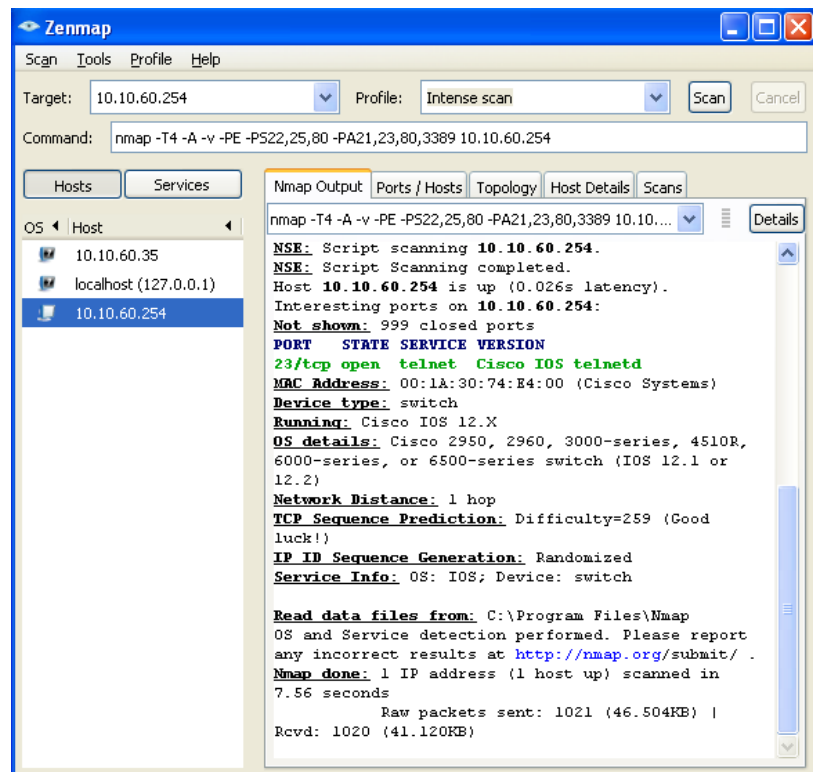 Zenmap
Scan Tools Profile Help
Target: 10.10.60.254 Profile: Intense scan Scan Cancel
Command: nmap -T4 -A -v -PE -PS22,25,80 -PA21,23,80,3389 10.10.60.254
Hosts Services
OS Host
10.10.60.35
localhost (127.0.0.1)
10.10.60.254
Nmap Output Ports / Hosts Topology Host Details Scans
nmap -T4 -A -v -PE -PS22,25,80 -PA21,23,80,3389 10.10.... Details
NSE: Script scanning 10.10.60.254.
NSE: Script Scanning completed.
Host 10.10.60.254 is up (0.026s latency).
Interesting ports on 10.10.60.254:
Not shown: 999 closed ports
PORT STATE SERVICE VERSION
23/tcp open telnet Cisco IOS telnetd
MAC Address: 00:1A:30:74:E4:00 (Cisco Systems)
Device type: switch
Running: Cisco IOS 12.X
OS details: Cisco 2950, 2960, 3000-series, 4510R,
6000-series, or 6500-series switch (IOS 12.1 or
12.2)
Network Distance: 1 hop
TCP Sequence Prediction: Difficulty=259 (Good
luck!)
IP ID Sequence Generation: Randomized
Service Info: OS: IOS; Device: switch
Read data files from: C:\Program Files\Nmap
OS and Service detection performed. Please report
any incorrect results at http://nmap.org/submit/ .
Nmap done: 1 IP address (1 host up) scanned in
7.56 seconds
Raw packets sent: 1021 (46.504KB) |
Rcvd: 1020 (41.120KB)